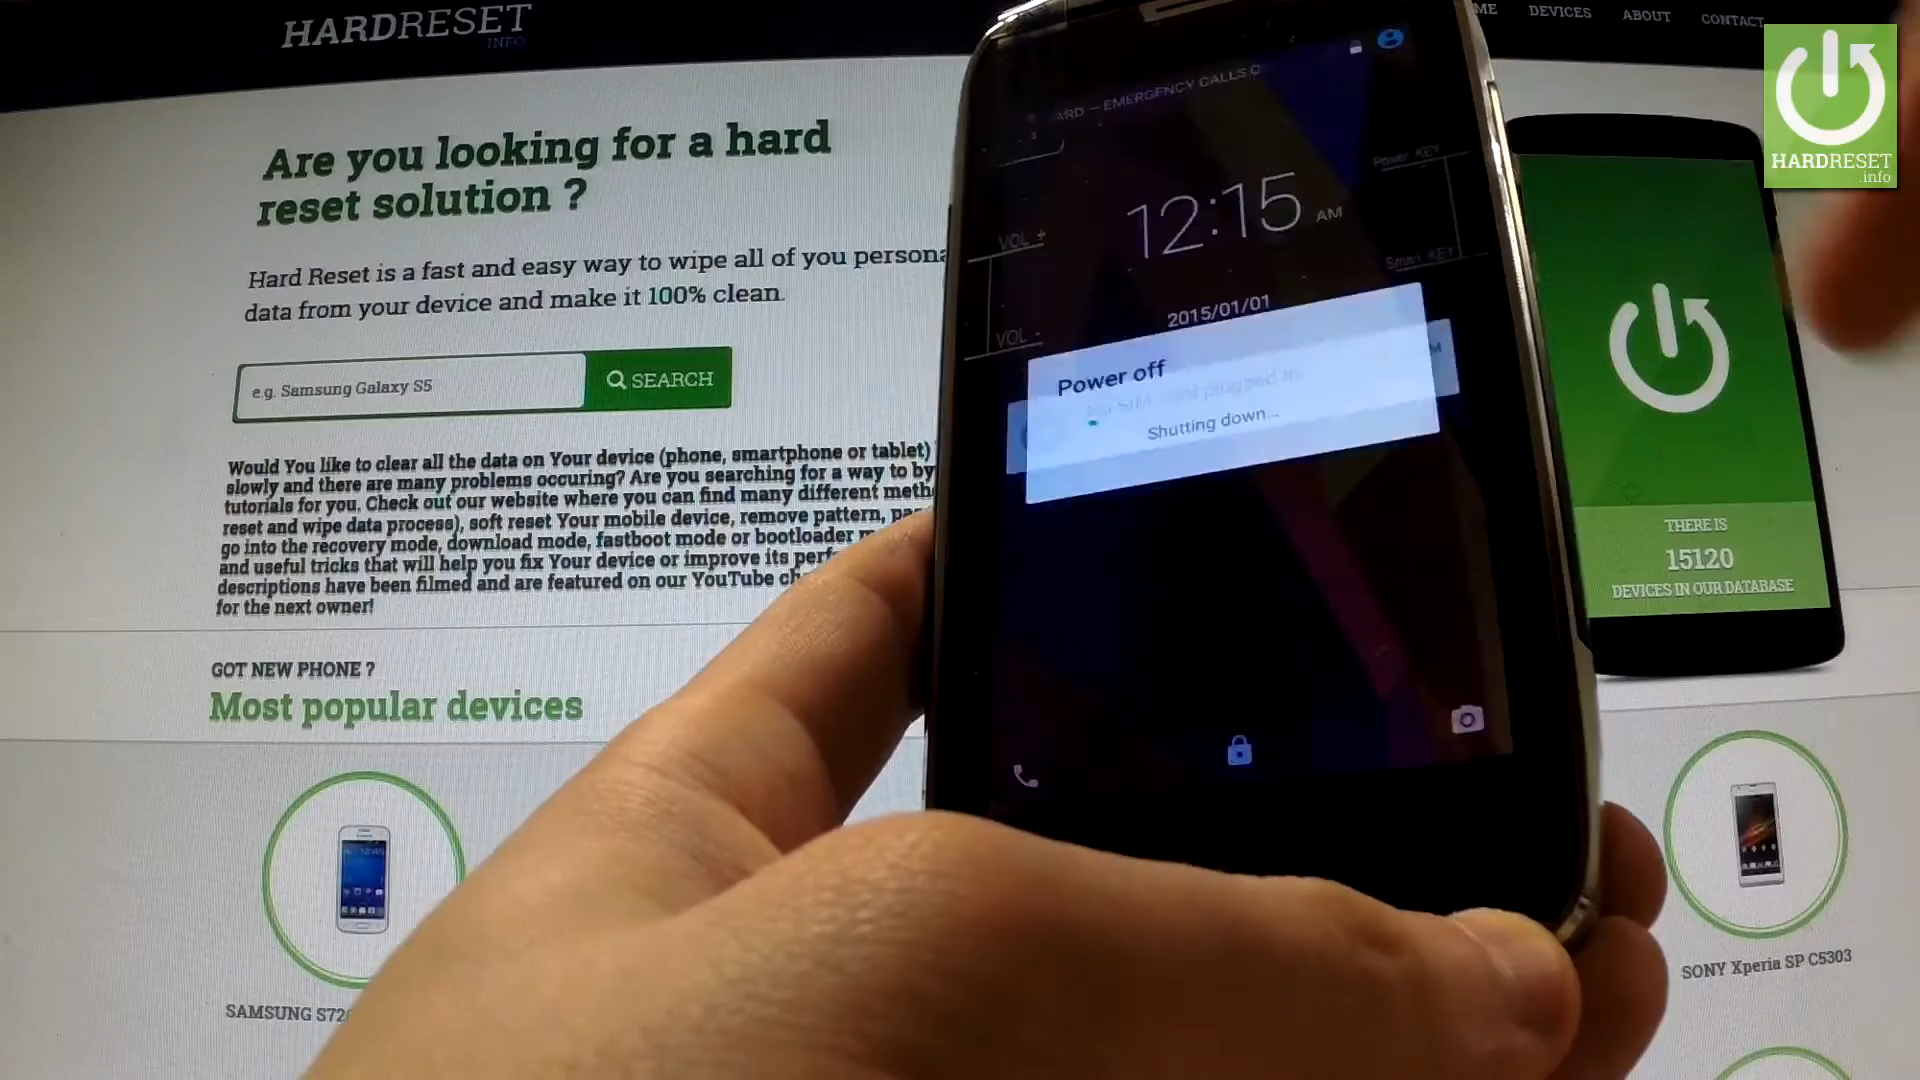 HARDRESET
INFO
ME DEVICES ABOUT CONTACT
HARDRESET
.info
Are you looking for a hard
reset solution ?
Hard Reset is a fast and easy way to wipe all of you persona
data from your device and make it 100% clean.
e.g. Samsung Galaxy S5
SEARCH
Would You like to clear all the data on Your device (phone, smartphone or tablet)
slowly and there are many problems occuring? Are you searching for a way to by
tutorials for you. Check out our website where you can find many different meth
reset and wipe data process), soft reset Your mobile device, remove pattern, pa
go into the recovery mode, download mode, fastboot mode or bootloader
and useful tricks that will help you fix Your device or improve its perf
descriptions have been filmed and are featured on our YouTube ch
for the next owner!
GOT NEW PHONE ?
Most popular devices
SAMSUNG S72
ARD — EMERGENCY CALLS O
12:15 AM
2015/01/01
VOL +
VOL -
Power KEY
Smart KEY
Power off
Shutting down...
THERE IS
15120
DEVICES IN OUR DATABASE
SONY Xperia SP C5303